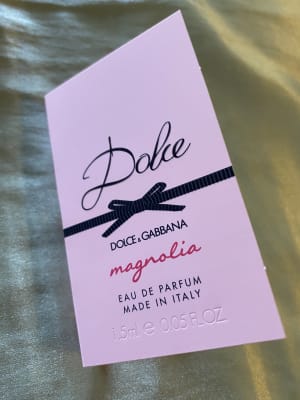 Dolce
DOLCE & GABBANA
magnolia
EAU DE PARFUM
MADE IN ITALY
1.5ml e 0.05 FL.OZ